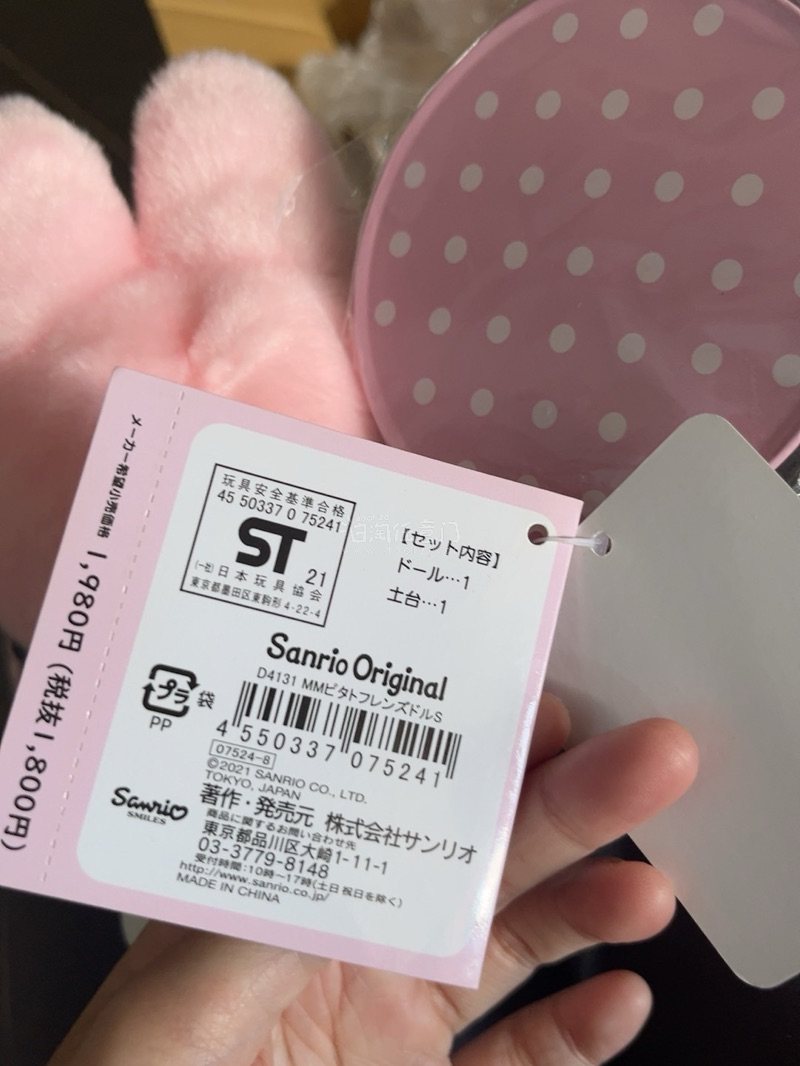 メーカー希望小売価格 1,980円（税抜1,800円）
玩具安全基準合格
45 50337 0 75241
ST 21
(一社)日本玩具協会
東京都墨田区東駒形4-22-4
【セット内容】
ドール…1
土台…1
Sanrio Original
D4131 MMピタトフレンズドルS
プラ 袋
PP
4 550337 075241
07524-8
©2021 SANRIO CO., LTD.
TOKYO, JAPAN
Sanrio
SMILES
著作・発売元 株式会社サンリオ
商品に関するお問い合わせ先
東京都品川区大崎1-11-1
03-3779-8148
受付時間:10時〜17時(土日祝日を除く)
http://www.sanrio.co.jp/
MADE IN CHINA